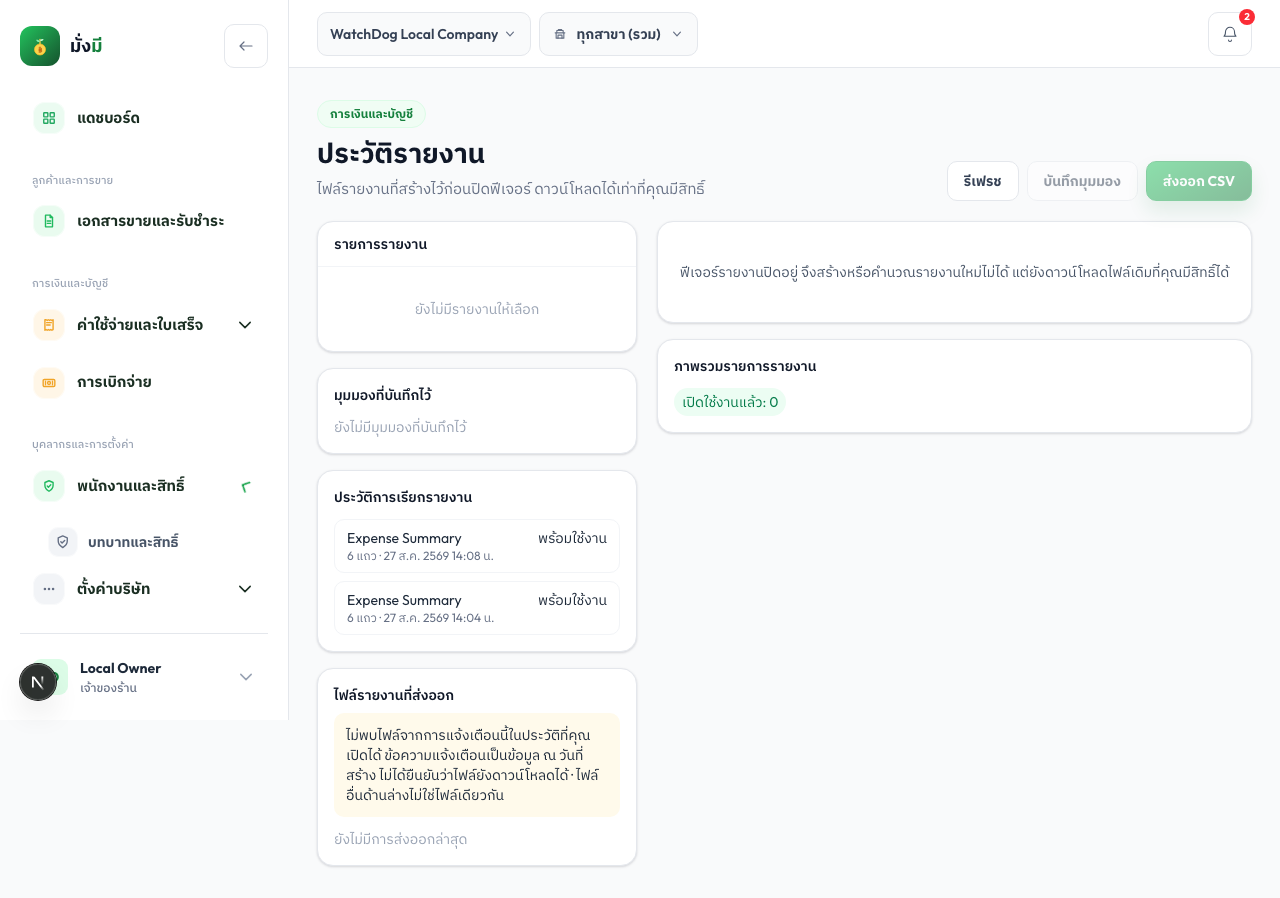 มั่งมี
แดชบอร์ด
ลูกค้าและการขาย
เอกสารขายและรับชำระ
การเงินและบัญชี
ค่าใช้จ่ายและใบเสร็จ
การเบิกจ่าย
บุคลากรและการตั้งค่า
พนักงานและสิทธิ์
บทบาทและสิทธิ์
ตั้งค่าบริษัท
N
Local Owner
เจ้าของร้าน
WatchDog Local Company
ทุกสาขา (รวม)
2
การเงินและบัญชี
ประวัติรายงาน
ไฟล์รายงานที่สร้างไว้ก่อนปิดฟีเจอร์ ดาวน์โหลดได้เท่าที่คุณมีสิทธิ์
รีเฟรช
บันทึกมุมมอง
ส่งออก CSV
รายการรายงาน
ยังไม่มีรายงานให้เลือก
มุมมองที่บันทึกไว้
ยังไม่มีมุมมองที่บันทึกไว้
ประวัติการเรียกรายงาน
Expense Summary พร้อมใช้งาน
6 แถว · 27 ส.ค. 2569 14:08 น.
Expense Summary พร้อมใช้งาน
6 แถว · 27 ส.ค. 2569 14:04 น.
ไฟล์รายงานที่ส่งออก
ไม่พบไฟล์จากการแจ้งเตือนนี้ในประวัติที่คุณ
เปิดได้ ข้อความแจ้งเตือนเป็นข้อมูล ณ วันที่
สร้าง ไม่ได้ยืนยันว่าไฟล์ยังดาวน์โหลดได้ · ไฟล์
อื่นด้านล่างไม่ใช่ไฟล์เดียวกัน
ยังไม่มีการส่งออกล่าสุด
ฟีเจอร์รายงานปิดอยู่ จึงสร้างหรือคำนวณรายงานใหม่ไม่ได้ แต่ยังดาวน์โหลดไฟล์เดิมที่คุณมีสิทธิ์ได้
ภาพรวมรายการรายงาน
เปิดใช้งานแล้ว: 0